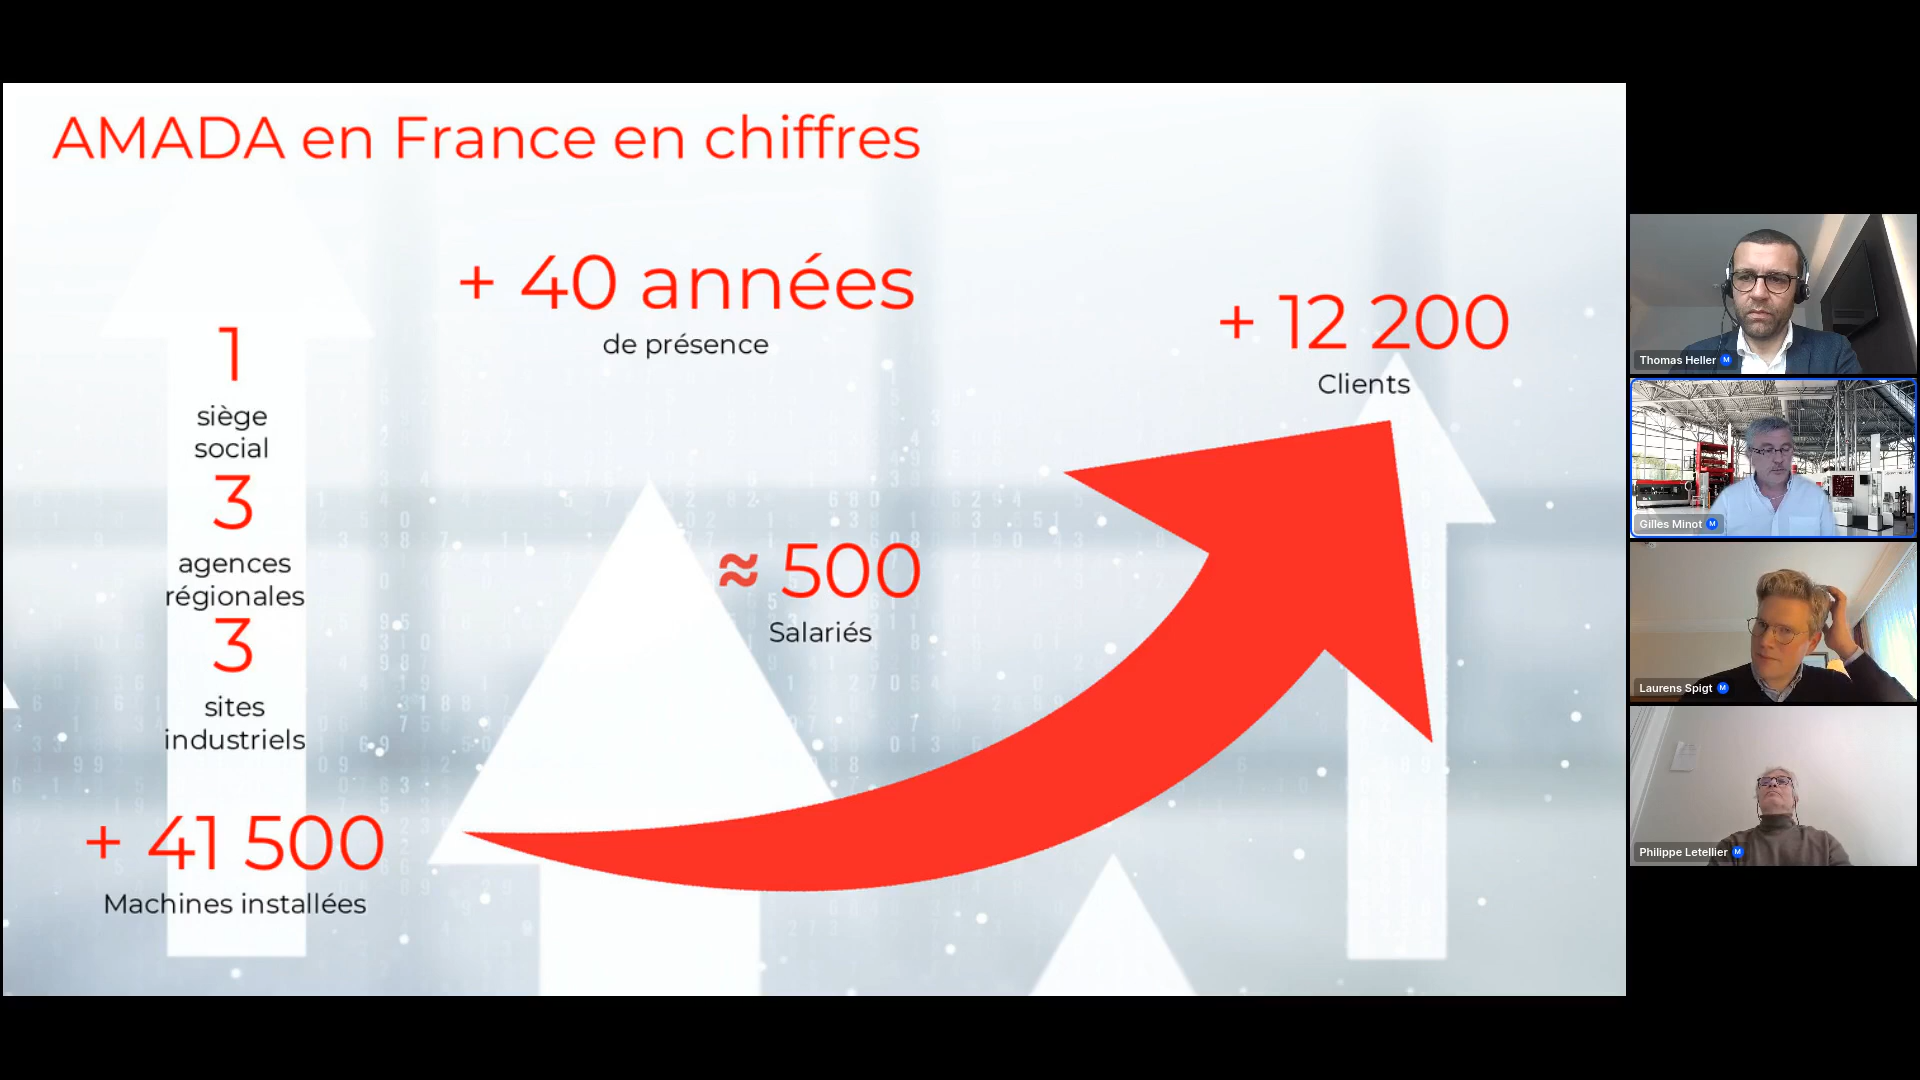 AMADA en France en chiffres
+ 40 années
de présence
+ 12 200
Clients
1
siège
social
3
agences
régionales
3
sites
industriels
≈ 500
Salariés
+ 41 500
Machines installées
Thomas Heller M
Gilles Minot M
Laurens Spigt M
Philippe Letellier M